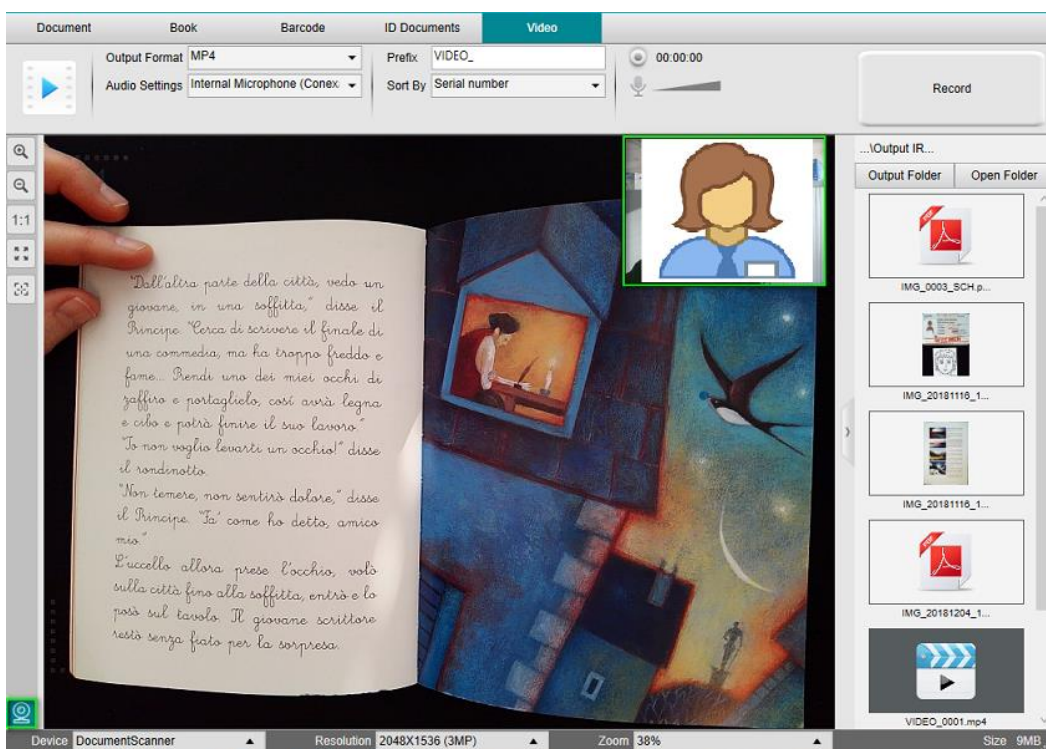 Document Book Barcode ID Documents Video
Output Format MP4
Audio Settings Internal Microphone (Conex
Prefix VIDEO_
Sort By Serial number
00:00:00
Record
1:1
"Dall'altra parte della città, vedo un
giovane, in una soffitta," disse il
Principe. "Cerca di scrivere il finale di
una commedia, ma ha troppo freddo e
fame... Prendi uno dei miei occhi di
zaffiro e portaglielo, così avrà legna
e cibo e potrà finire il suo lavoro."
"Io non voglio levarti un occhio!" disse
il rondinotto.
"Non temere, non sentirò dolore," disse
il Principe. "Fa' come ho detto, amico
mio."
L'uccello allora prese l'occhio, volò
sulla città fino alla soffitta, entrò e lo
posò sul tavolo. Il giovane scrittore
restò senza fiato per la sorpresa.
...\Output IR...
Output Folder Open Folder
PDF
IMG_0003_SCH.p...
IMG_20181116_1...
IMG_20181116_1...
PDF
IMG_20181204_1...
VIDEO_0001.mp4
Device DocumentScanner Resolution 2048X1536 (3MP) Zoom 38% Size 9MB